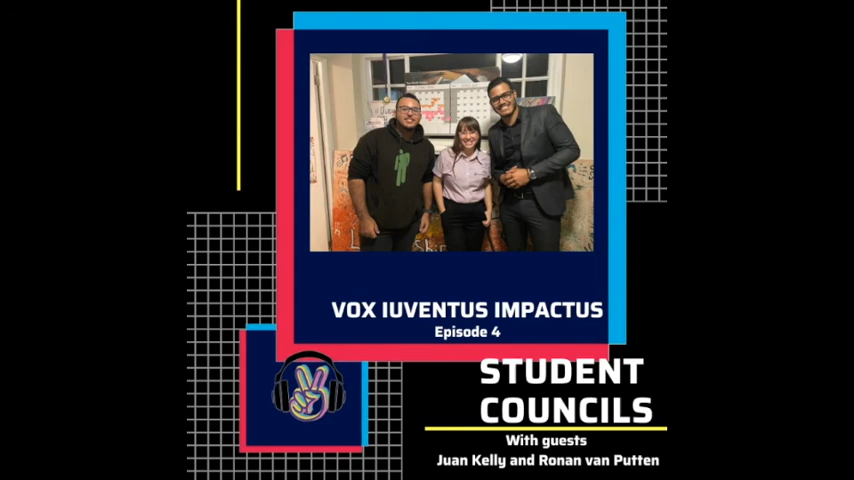 VOX IUVENTUS IMPACTUS
Episode 4
STUDENT
COUNCILS
With guests
Juan Kelly and Ronan van Putten